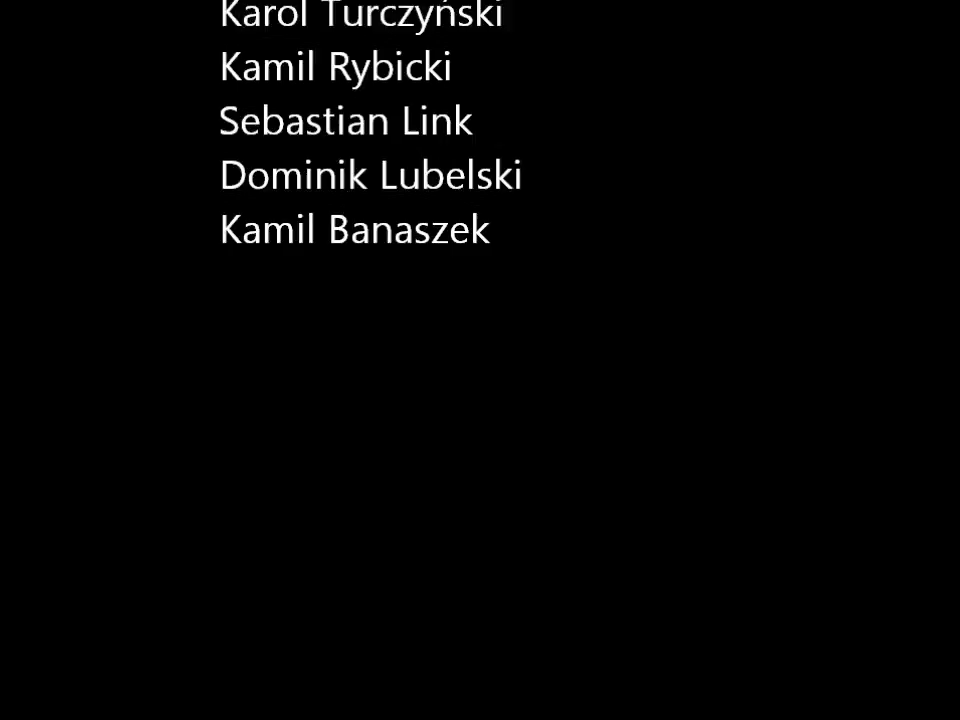 Karol Turczyński
Kamil Rybicki
Sebastian Link
Dominik Lubelski
Kamil Banaszek